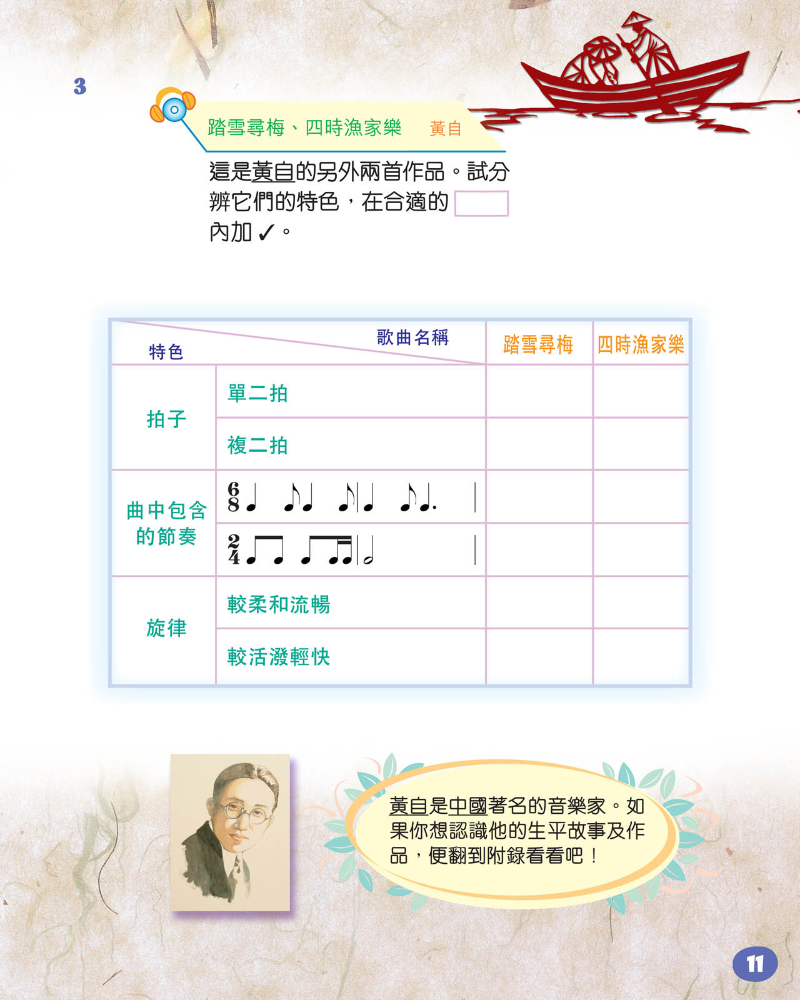 3
踏雪尋梅、四時漁家樂 黃自
這是黃自的另外兩首作品。試分
辨它們的特色，在合適的
內加✓。
歌曲名稱 踏雪尋梅 四時漁家樂
特色
拍子
單二拍
複二拍
曲中包含
的節奏
6
8
2
4
旋律
較柔和流暢
較活潑輕快
黃自是中國著名的音樂家。如
果你想認識他的生平故事及作
品，便翻到附錄看看吧！
11